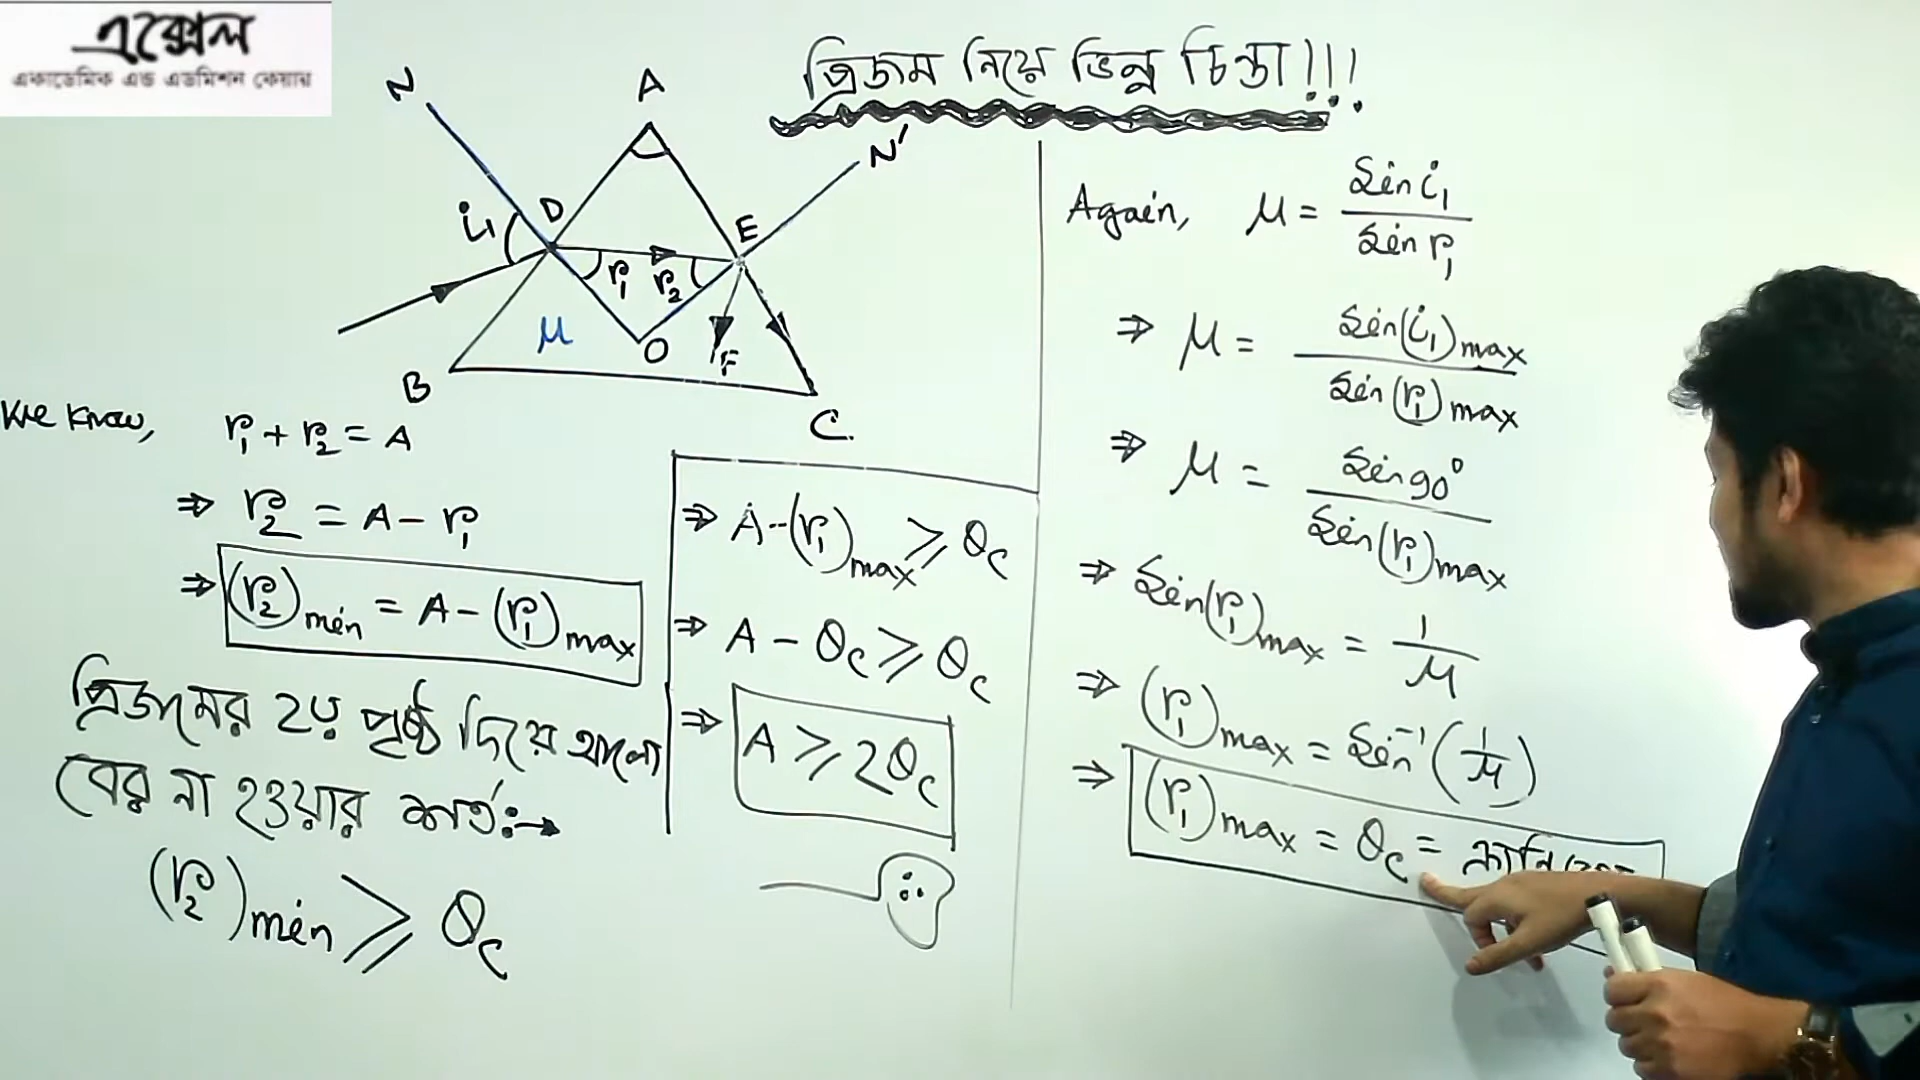 এক্সেল
একাডেমিক এন্ড এডমিশন কেয়ার
ত্রিজম নিয়ে ভিন্ন চিন্তা!!!
N
A
N'
i₁
D
E
r₁
r₂
μ
O
F
B
C
We know, r₁ + r₂ = A
⇒ r₂ = A - r₁
⇒ (r₂)min = A - (r₁)max
ত্রিজমের ২য় পৃষ্ঠ দিয়ে আলো
বের না হওয়ার শর্ত:→
(r₂)min ⩾ θc
⇒ A - (r₁)max ⩾ θc
⇒ A - θc ⩾ θc
⇒ A ⩾ 2θc
Again, μ = Sin i₁ / Sin r₁
⇒ μ = Sin(i₁)max / Sin(r₁)max
⇒ μ = Sin90° / Sin(r₁)max
⇒ Sin(r₁)max = 1/μ
⇒ (r₁)max = Sin⁻¹(1/μ)
⇒ (r₁)max = θc =